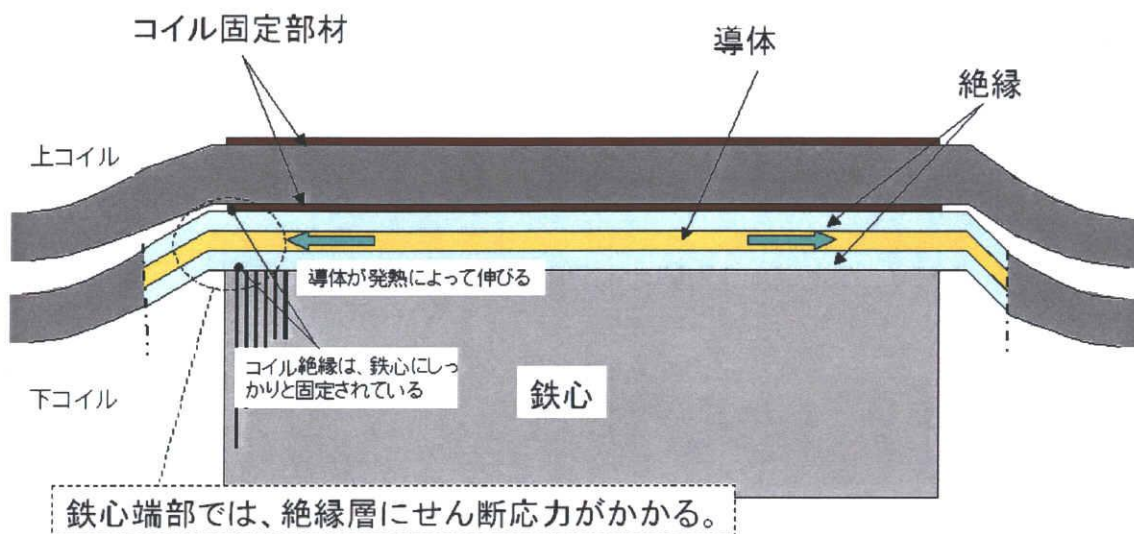 コイル固定部材
導体
絶縁
上コイル
導体が発熱によって伸びる
コイル絶縁は、鉄心にしっ
かりと固定されている
下コイル
鉄心
鉄心端部では、絶縁層にせん断応力がかかる。